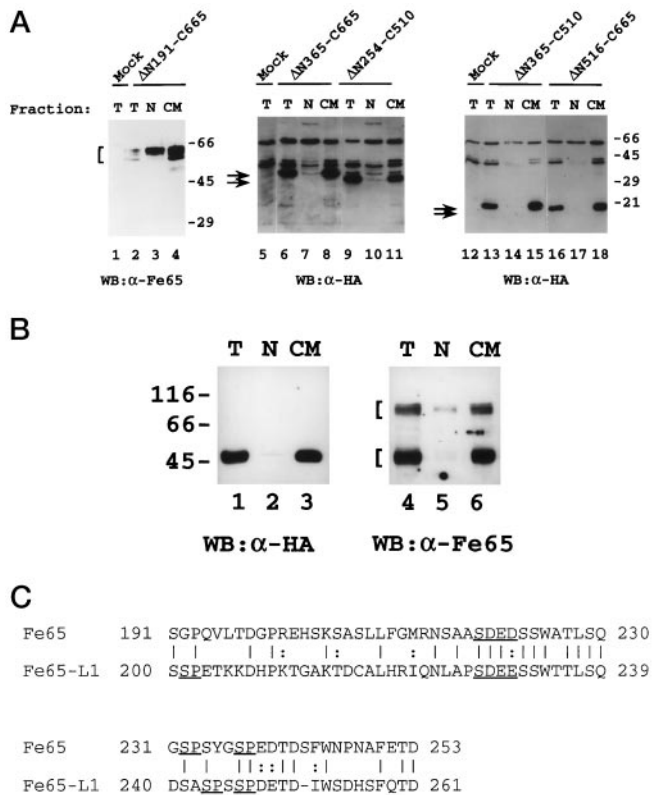 A
Mock ΔN191-C665 Mock ΔN365-C665 ΔN254-C510 Mock ΔN365-C510 ΔN516-C665
Fraction: T T N CM T T N CM T N CM T T N CM T N CM
[ -66 -66
-45
-45 -29
-21
-29
1 2 3 4 5 6 7 8 9 10 11 12 13 14 15 16 17 18
WB:α-Fe65 WB:α-HA WB:α-HA
B
T N CM T N CM
116-
66-
45-
1 2 3 4 5 6
WB:α-HA WB:α-Fe65
C
Fe65 191 SGPQVLTDGPREHSKSASLLFGMRNSAASDEDSSWATLSQ 230
Fe65-L1 200 SSPETKKDHPKTGAKTDCALHRIQNLAPSDEESSWTTLSQ 239
Fe65 231 GSPSYGSPEDTDSFWNPNAFETD 253
Fe65-L1 240 DSASPSSPDETD-IWSDHSFQTD 261